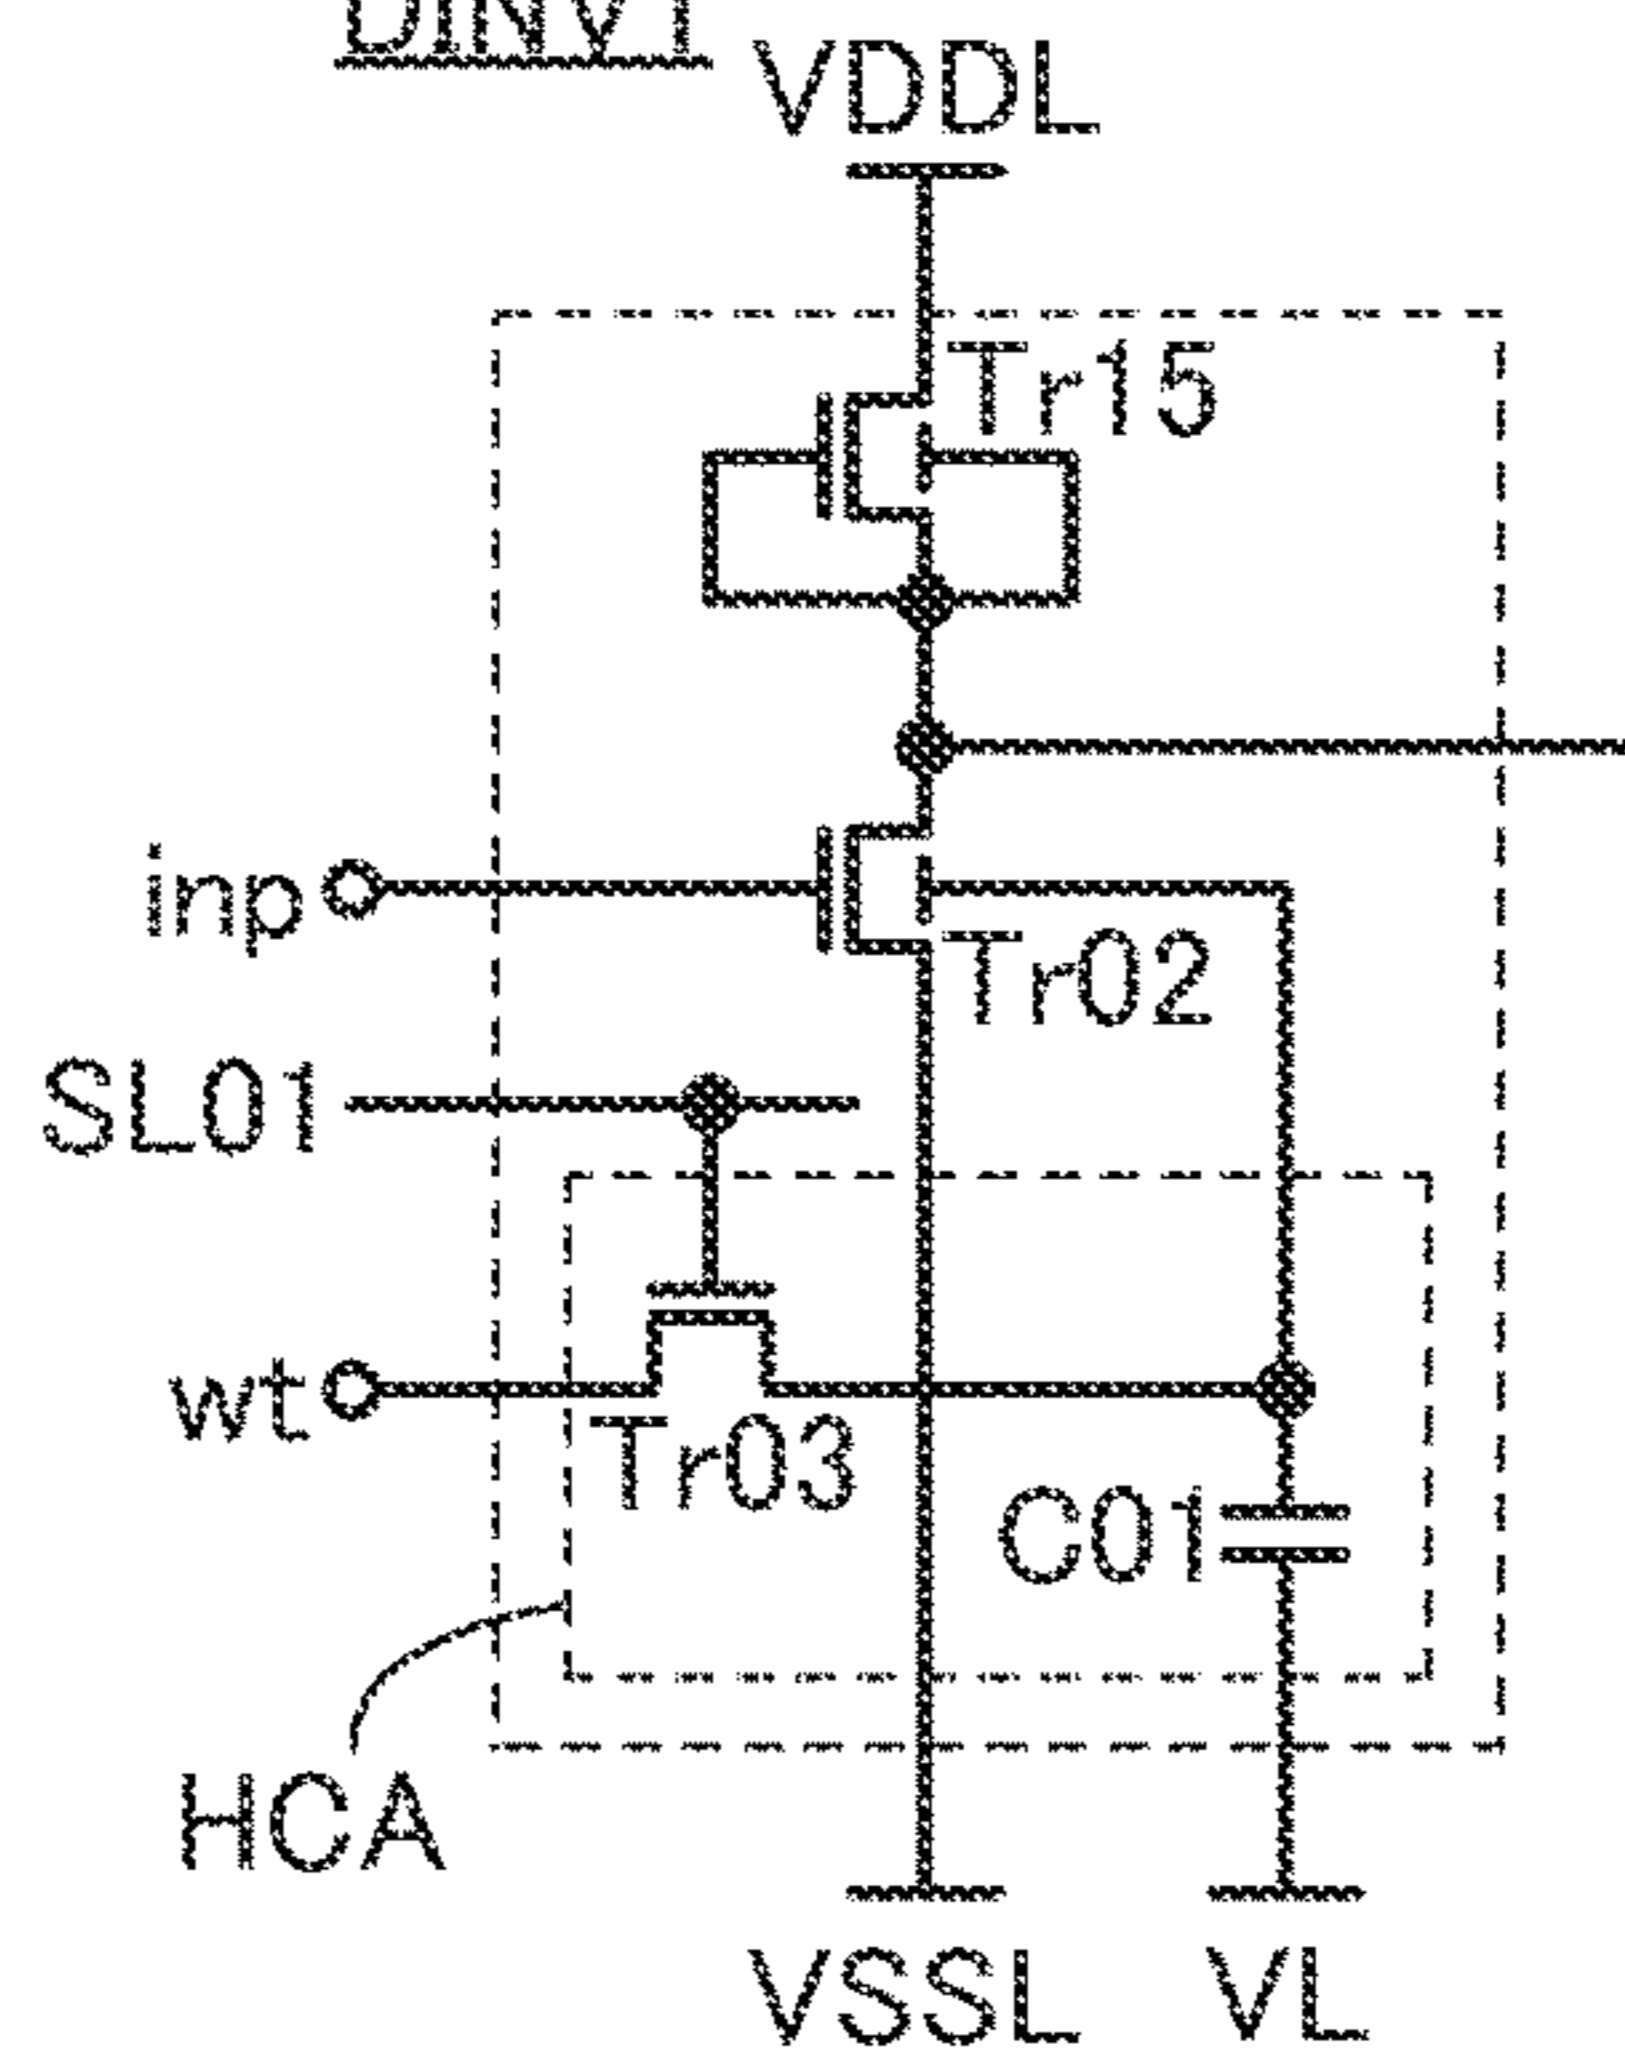 DINV1
VDDL
Tr15
inp
Tr02
SL01
wt
Tr03
C01
HCA
VSSL
VL